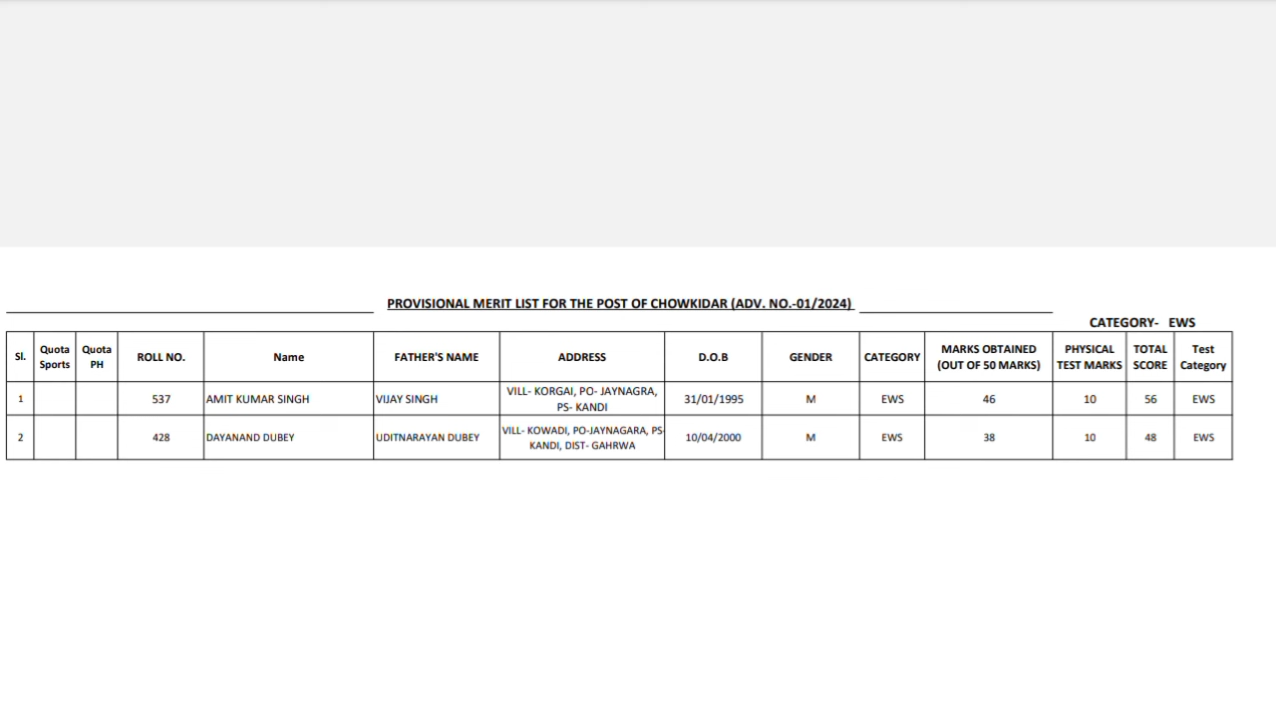 PROVISIONAL MERIT LIST FOR THE POST OF CHOWKIDAR (ADV. NO.-01/2024)
CATEGORY- EWS
Sl. Quota Sports Quota PH ROLL NO. Name FATHER'S NAME ADDRESS D.O.B GENDER CATEGORY MARKS OBTAINED (OUT OF 50 MARKS) PHYSICAL TEST MARKS TOTAL SCORE Test Category
1 537 AMIT KUMAR SINGH VIJAY SINGH VILL- KORGAI, PO- JAYNAGRA, PS- KANDI 31/01/1995 M EWS 46 10 56 EWS
2 428 DAYANAND DUBEY UDITNARAYAN DUBEY VILL- KOWADI, PO-JAYNAGARA, PS- KANDI, DIST- GAHRWA 10/04/2000 M EWS 38 10 48 EWS